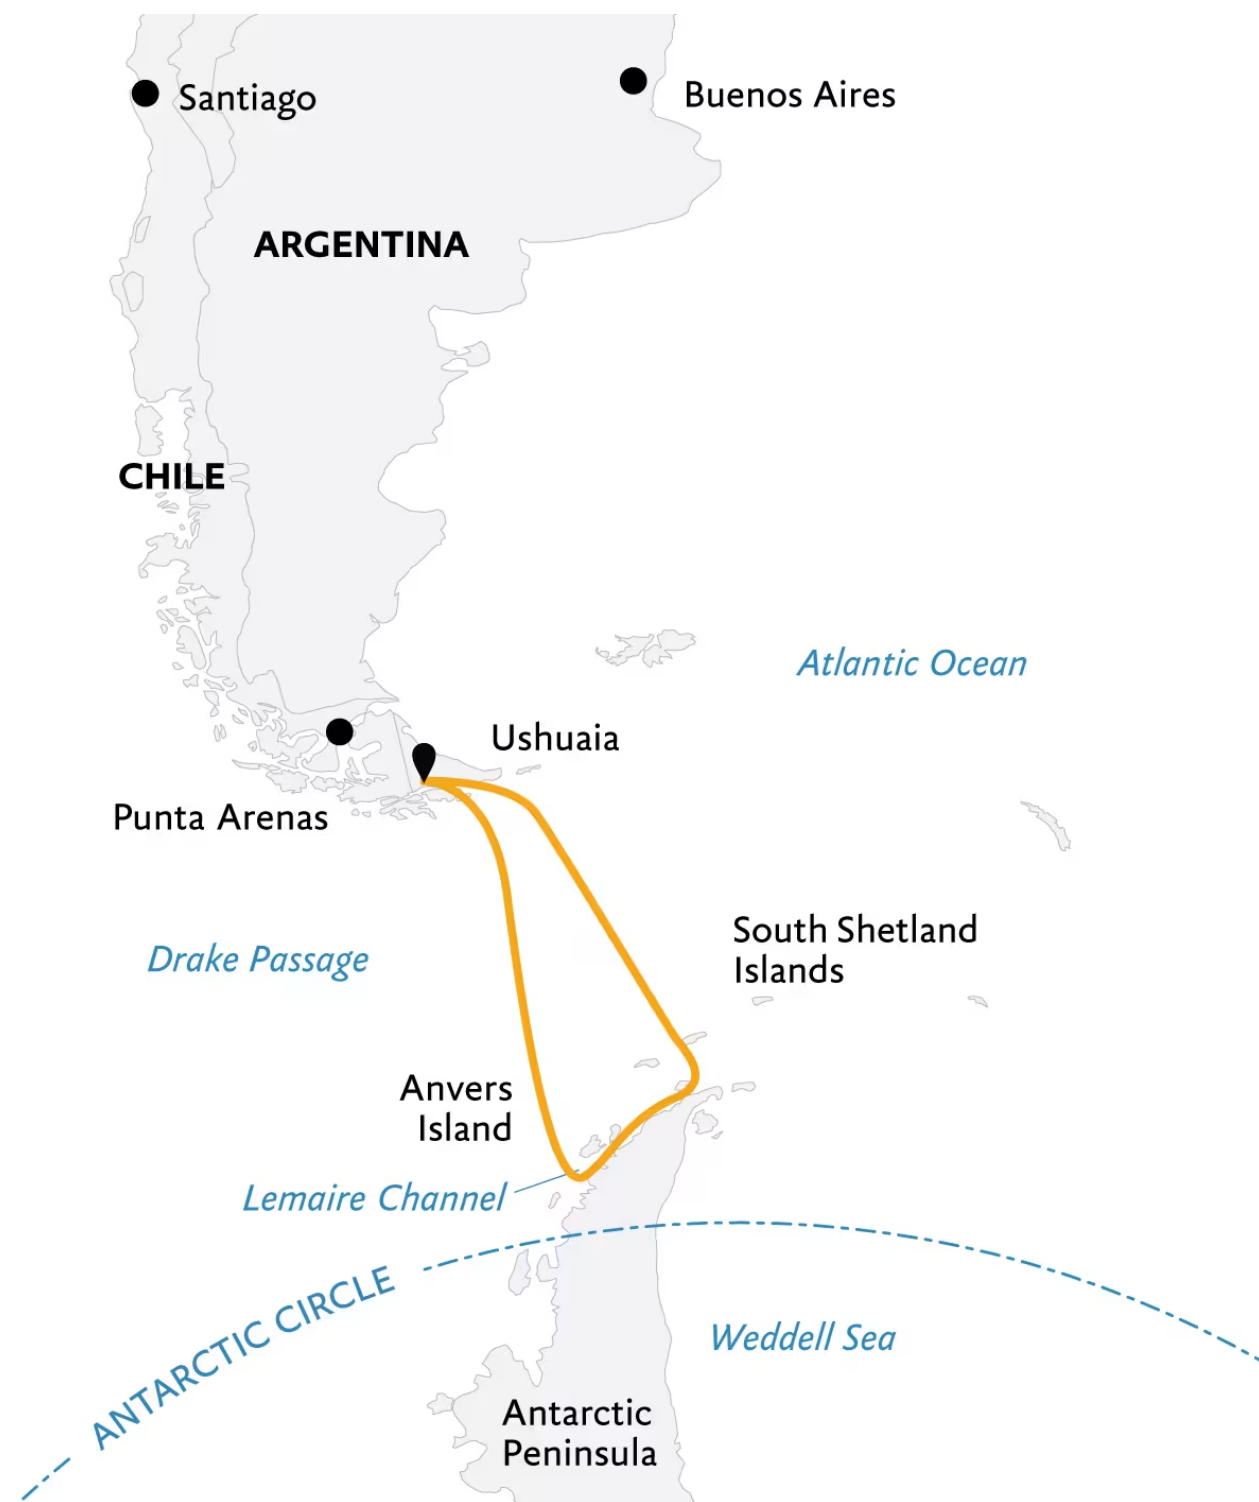 Santiago
Buenos Aires
ARGENTINA
CHILE
Atlantic Ocean
Ushuaia
Punta Arenas
South Shetland
Islands
Drake Passage
Anvers
Island
Lemaire Channel
ANTARCTIC CIRCLE
Weddell Sea
Antarctic
Peninsula